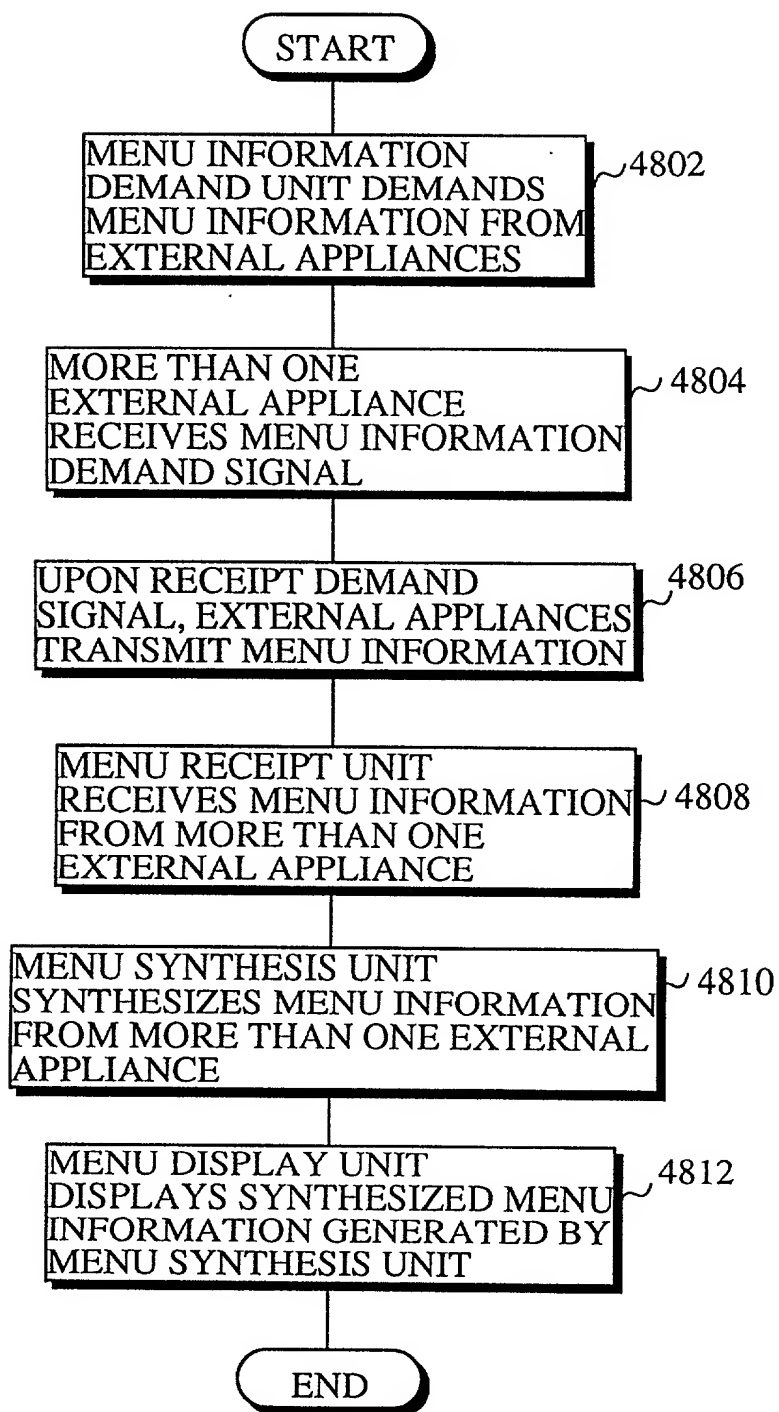 START
MENU INFORMATION
DEMAND UNIT DEMANDS
MENU INFORMATION FROM
EXTERNAL APPLIANCES
4802
MORE THAN ONE
EXTERNAL APPLIANCE
RECEIVES MENU INFORMATION
DEMAND SIGNAL
4804
UPON RECEIPT DEMAND
SIGNAL, EXTERNAL APPLIANCES
TRANSMIT MENU INFORMATION
4806
MENU RECEIPT UNIT
RECEIVES MENU INFORMATION
FROM MORE THAN ONE
EXTERNAL APPLIANCE
4808
MENU SYNTHESIS UNIT
SYNTHESIZES MENU INFORMATION
FROM MORE THAN ONE EXTERNAL
APPLIANCE
4810
MENU DISPLAY UNIT
DISPLAYS SYNTHESIZED MENU
INFORMATION GENERATED BY
MENU SYNTHESIS UNIT
4812
END